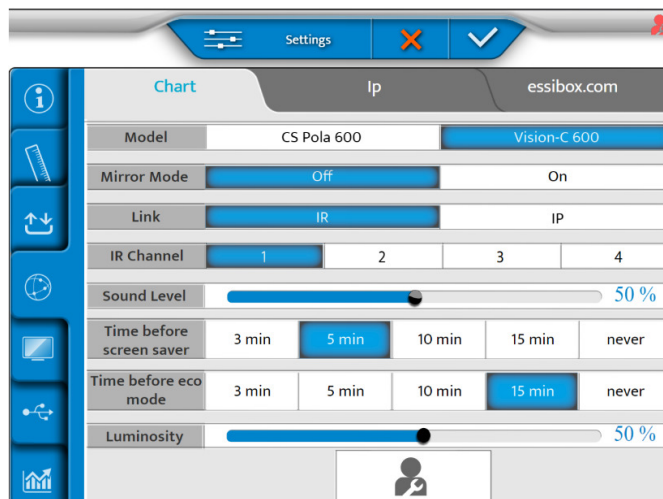 Settings
Chart Ip essibox.com
Model CS Pola 600 Vision-C 600
Mirror Mode Off On
Link IR IP
IR Channel 1 2 3 4
Sound Level 50 %
Time before
screen saver 3 min 5 min 10 min 15 min never
Time before eco
mode 3 min 5 min 10 min 15 min never
Luminosity 50 %